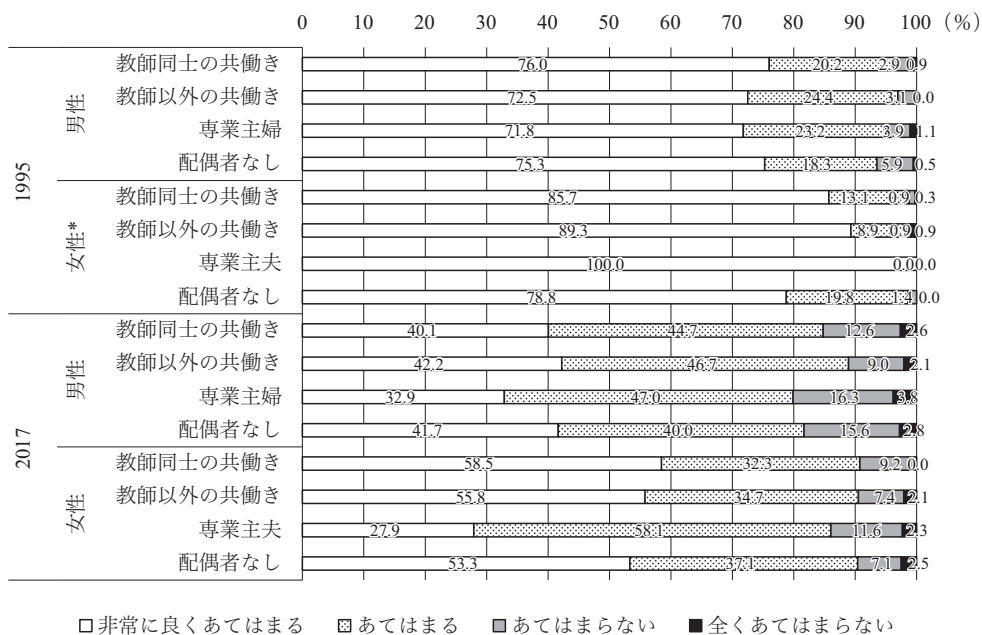 0 10 20 30 40 50 60 70 80 90 100 (%)
1995
男性
教師同士の共働き 76.0 20.2 2.9 0.9
教師以外の共働き 72.5 24.4 3.1 0.0
専業主婦 71.8 23.2 3.9 1.1
配偶者なし 75.3 18.3 5.9 0.5
女性*
教師同士の共働き 85.7 13.1 0.9 0.3
教師以外の共働き 89.3 8.9 0.9 0.9
専業主夫 100.0 0.0 0.0
配偶者なし 78.8 19.8 1.4 0.0
2017
男性
教師同士の共働き 40.1 44.7 12.6 2.6
教師以外の共働き 42.2 46.7 9.0 2.1
専業主婦 32.9 47.0 16.3 3.8
配偶者なし 41.7 40.0 15.6 2.8
女性
教師同士の共働き 58.5 32.3 9.2 0.0
教師以外の共働き 55.8 34.7 7.4 2.1
専業主夫 27.9 58.1 11.6 2.3
配偶者なし 53.3 37.1 7.1 2.5
0 10 20 30 40 50 60 70 80 90 100
非常に良くあてはまる あてはまる あてはまらない 全くあてはまらない